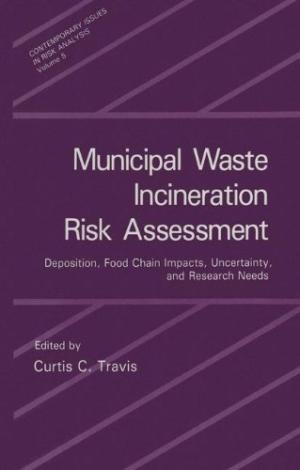 CONTEMPORARY ISSUES
IN RISK ANALYSIS
Volume 5
Municipal Waste
Incineration
Risk Assessment
Deposition, Food Chain Impacts, Uncertainty,
and Research Needs
Edited by
Curtis C. Travis